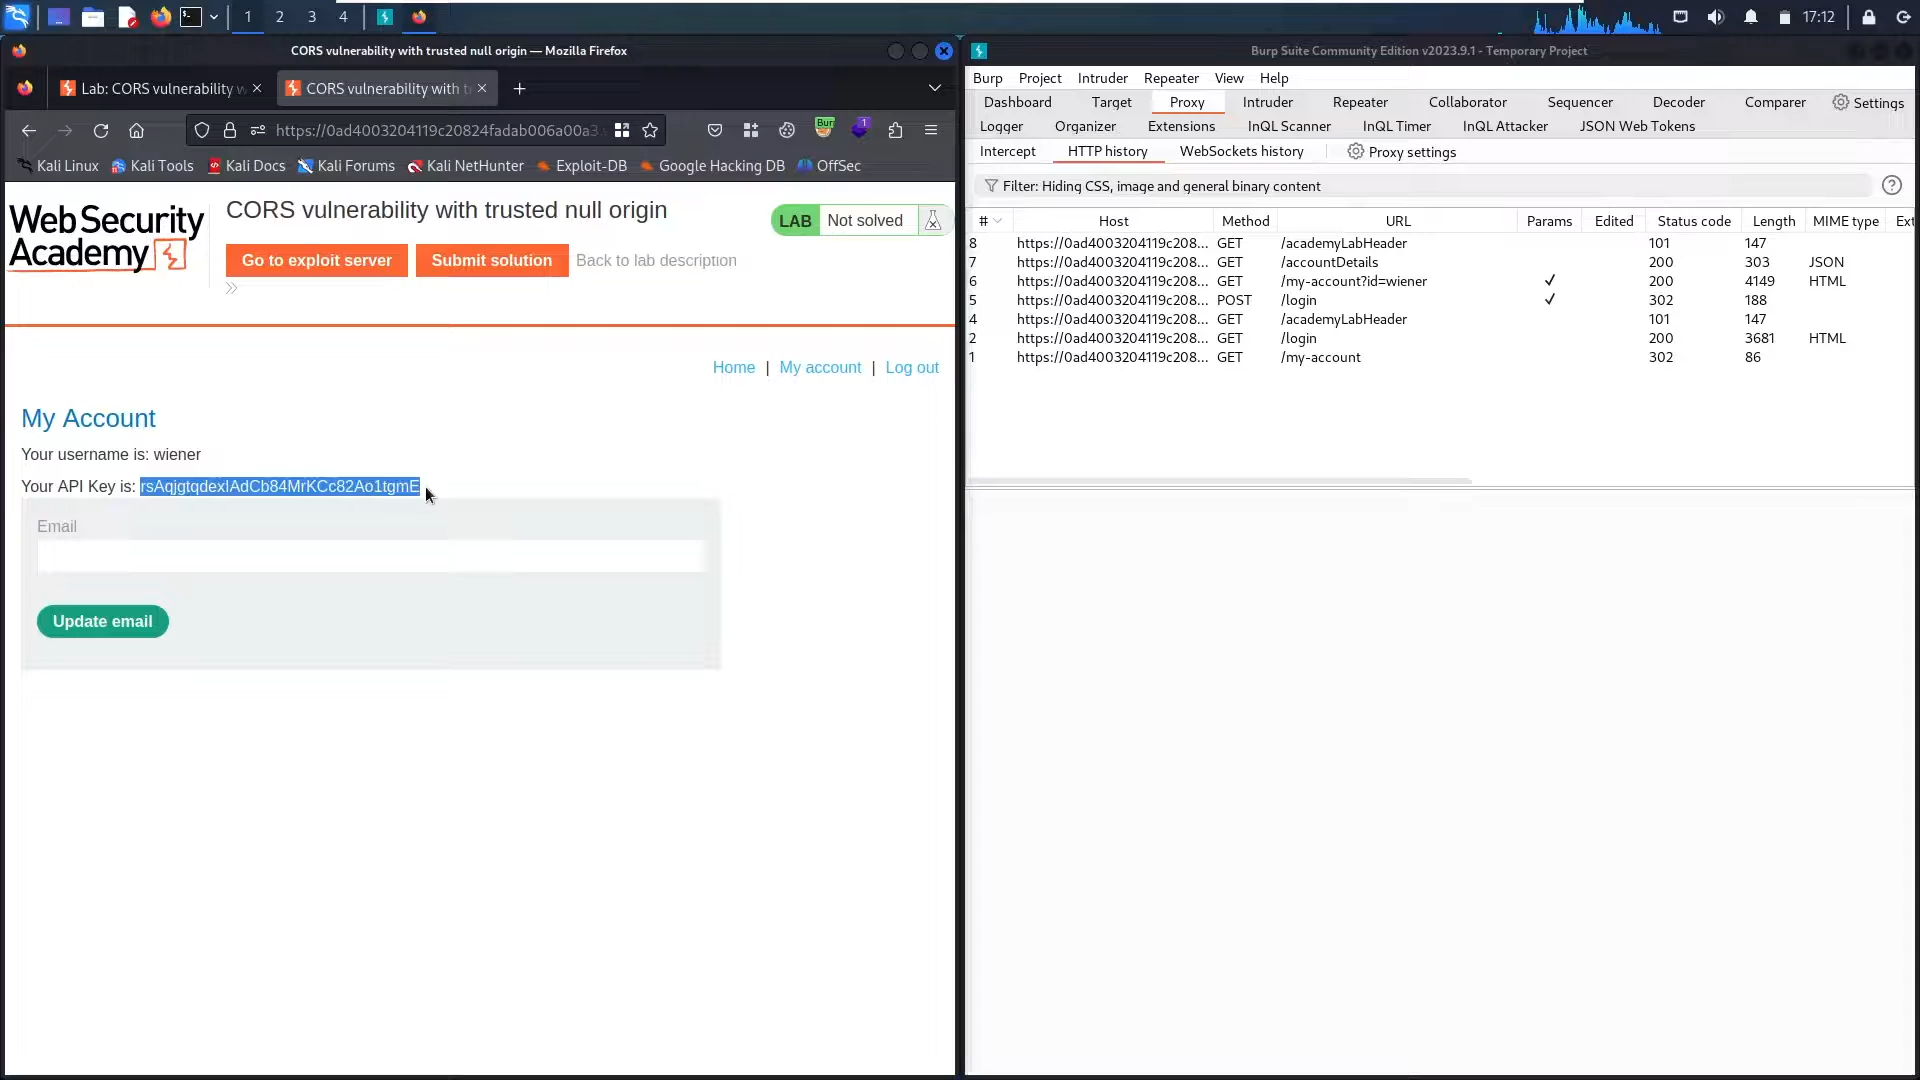 1 2 3 4
17:12
CORS vulnerability with trusted null origin — Mozilla Firefox
Lab: CORS vulnerability w
CORS vulnerability with t
https://0ad4003204119c20824fadab006a00a3.
Bur
1
Kali Linux
Kali Tools
Kali Docs
Kali Forums
Kali NetHunter
Exploit-DB
Google Hacking DB
OffSec
Web Security
Academy
CORS vulnerability with trusted null origin
LAB Not solved
Go to exploit server
Submit solution
Back to lab description
Home | My account | Log out
My Account
Your username is: wiener
Your API Key is: rsAqjgtqdexIAdCb84MrKCc82Ao1tgmE
Email
Update email
Burp Suite Community Edition v2023.9.1 - Temporary Project
Burp Project Intruder Repeater View Help
Dashboard Target Proxy Intruder Repeater Collaborator Sequencer Decoder Comparer Settings
Logger Organizer Extensions InQL Scanner InQL Timer InQL Attacker JSON Web Tokens
Intercept HTTP history WebSockets history Proxy settings
Filter: Hiding CSS, image and general binary content
# Host Method URL Params Edited Status code Length MIME type Ext
8 https://0ad4003204119c208... GET /academyLabHeader 101 147
7 https://0ad4003204119c208... GET /accountDetails 200 303 JSON
6 https://0ad4003204119c208... GET /my-account?id=wiener ✓ 200 4149 HTML
5 https://0ad4003204119c208... POST /login ✓ 302 188
4 https://0ad4003204119c208... GET /academyLabHeader 101 147
2 https://0ad4003204119c208... GET /login 200 3681 HTML
1 https://0ad4003204119c208... GET /my-account 302 86